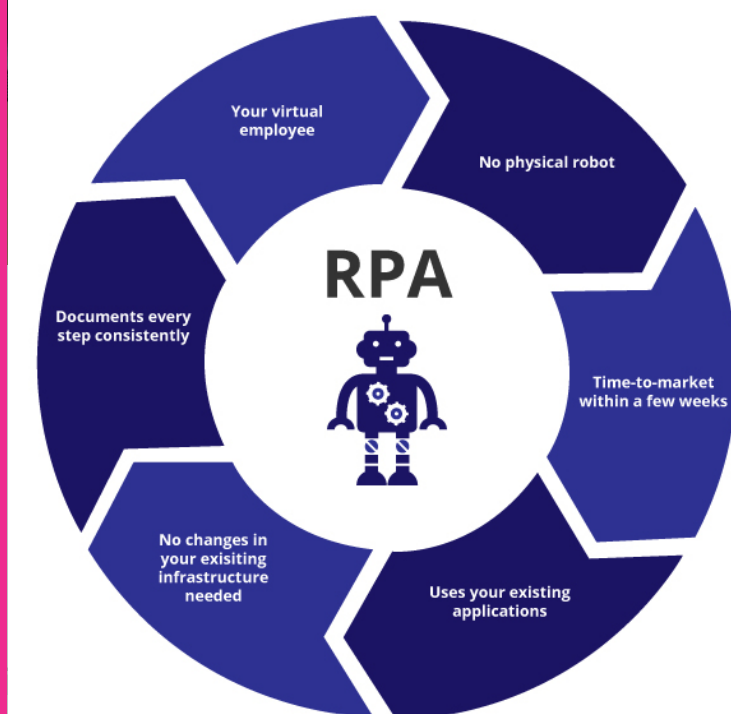 Your virtual
employee
No physical robot
Time-to-market
within a few weeks
Uses your existing
applications
No changes in
your exisiting
infrastructure
needed
Documents every
step consistently
RPA